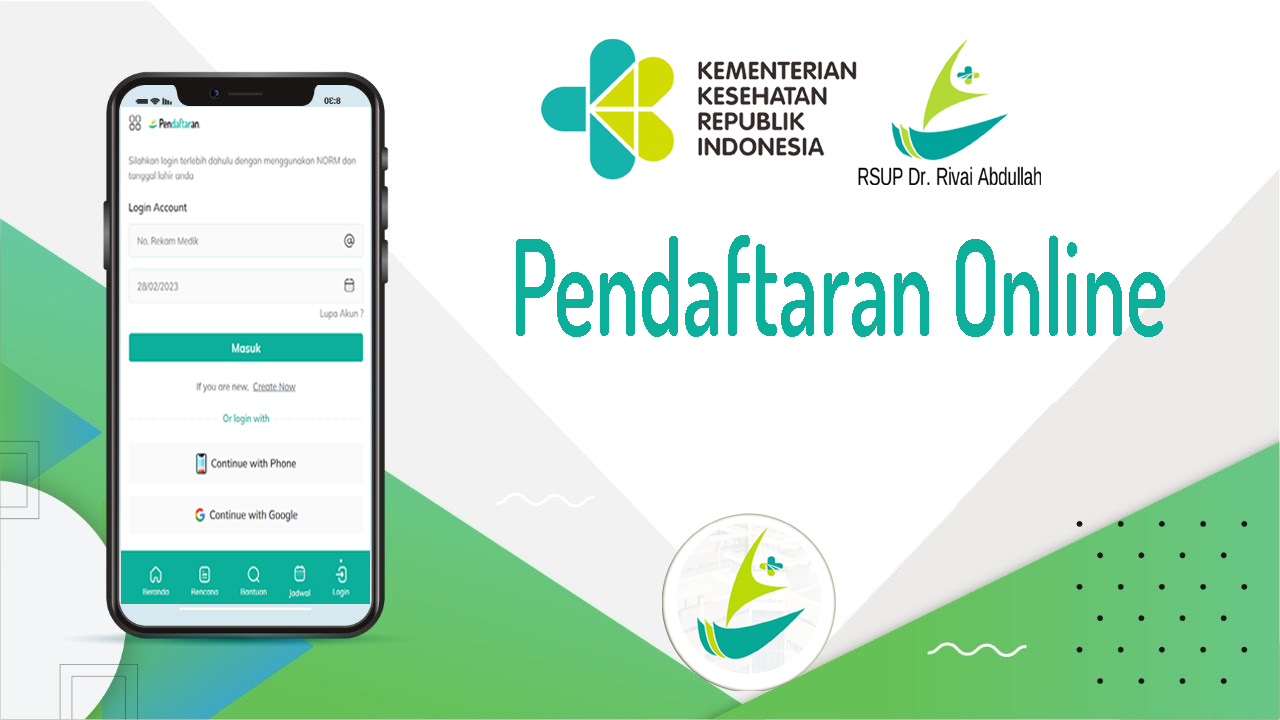 KEMENTERIAN
KESEHATAN
REPUBLIK
INDONESIA
RSUP Dr. Rivai Abdullah
Pendaftaran Online
08:8
Pendaftaran
Silahkan login terlebih dahulu dengan menggunakan NORM dan
tanggal lahir anda
Login Account
No. Rekam Medik
28/02/2023
Lupa Akun ?
Masuk
If you are new, Create Now
Or login with
Continue with Phone
Continue with Google
Beranda
Rencana
Bantuan
Jadwal
Login